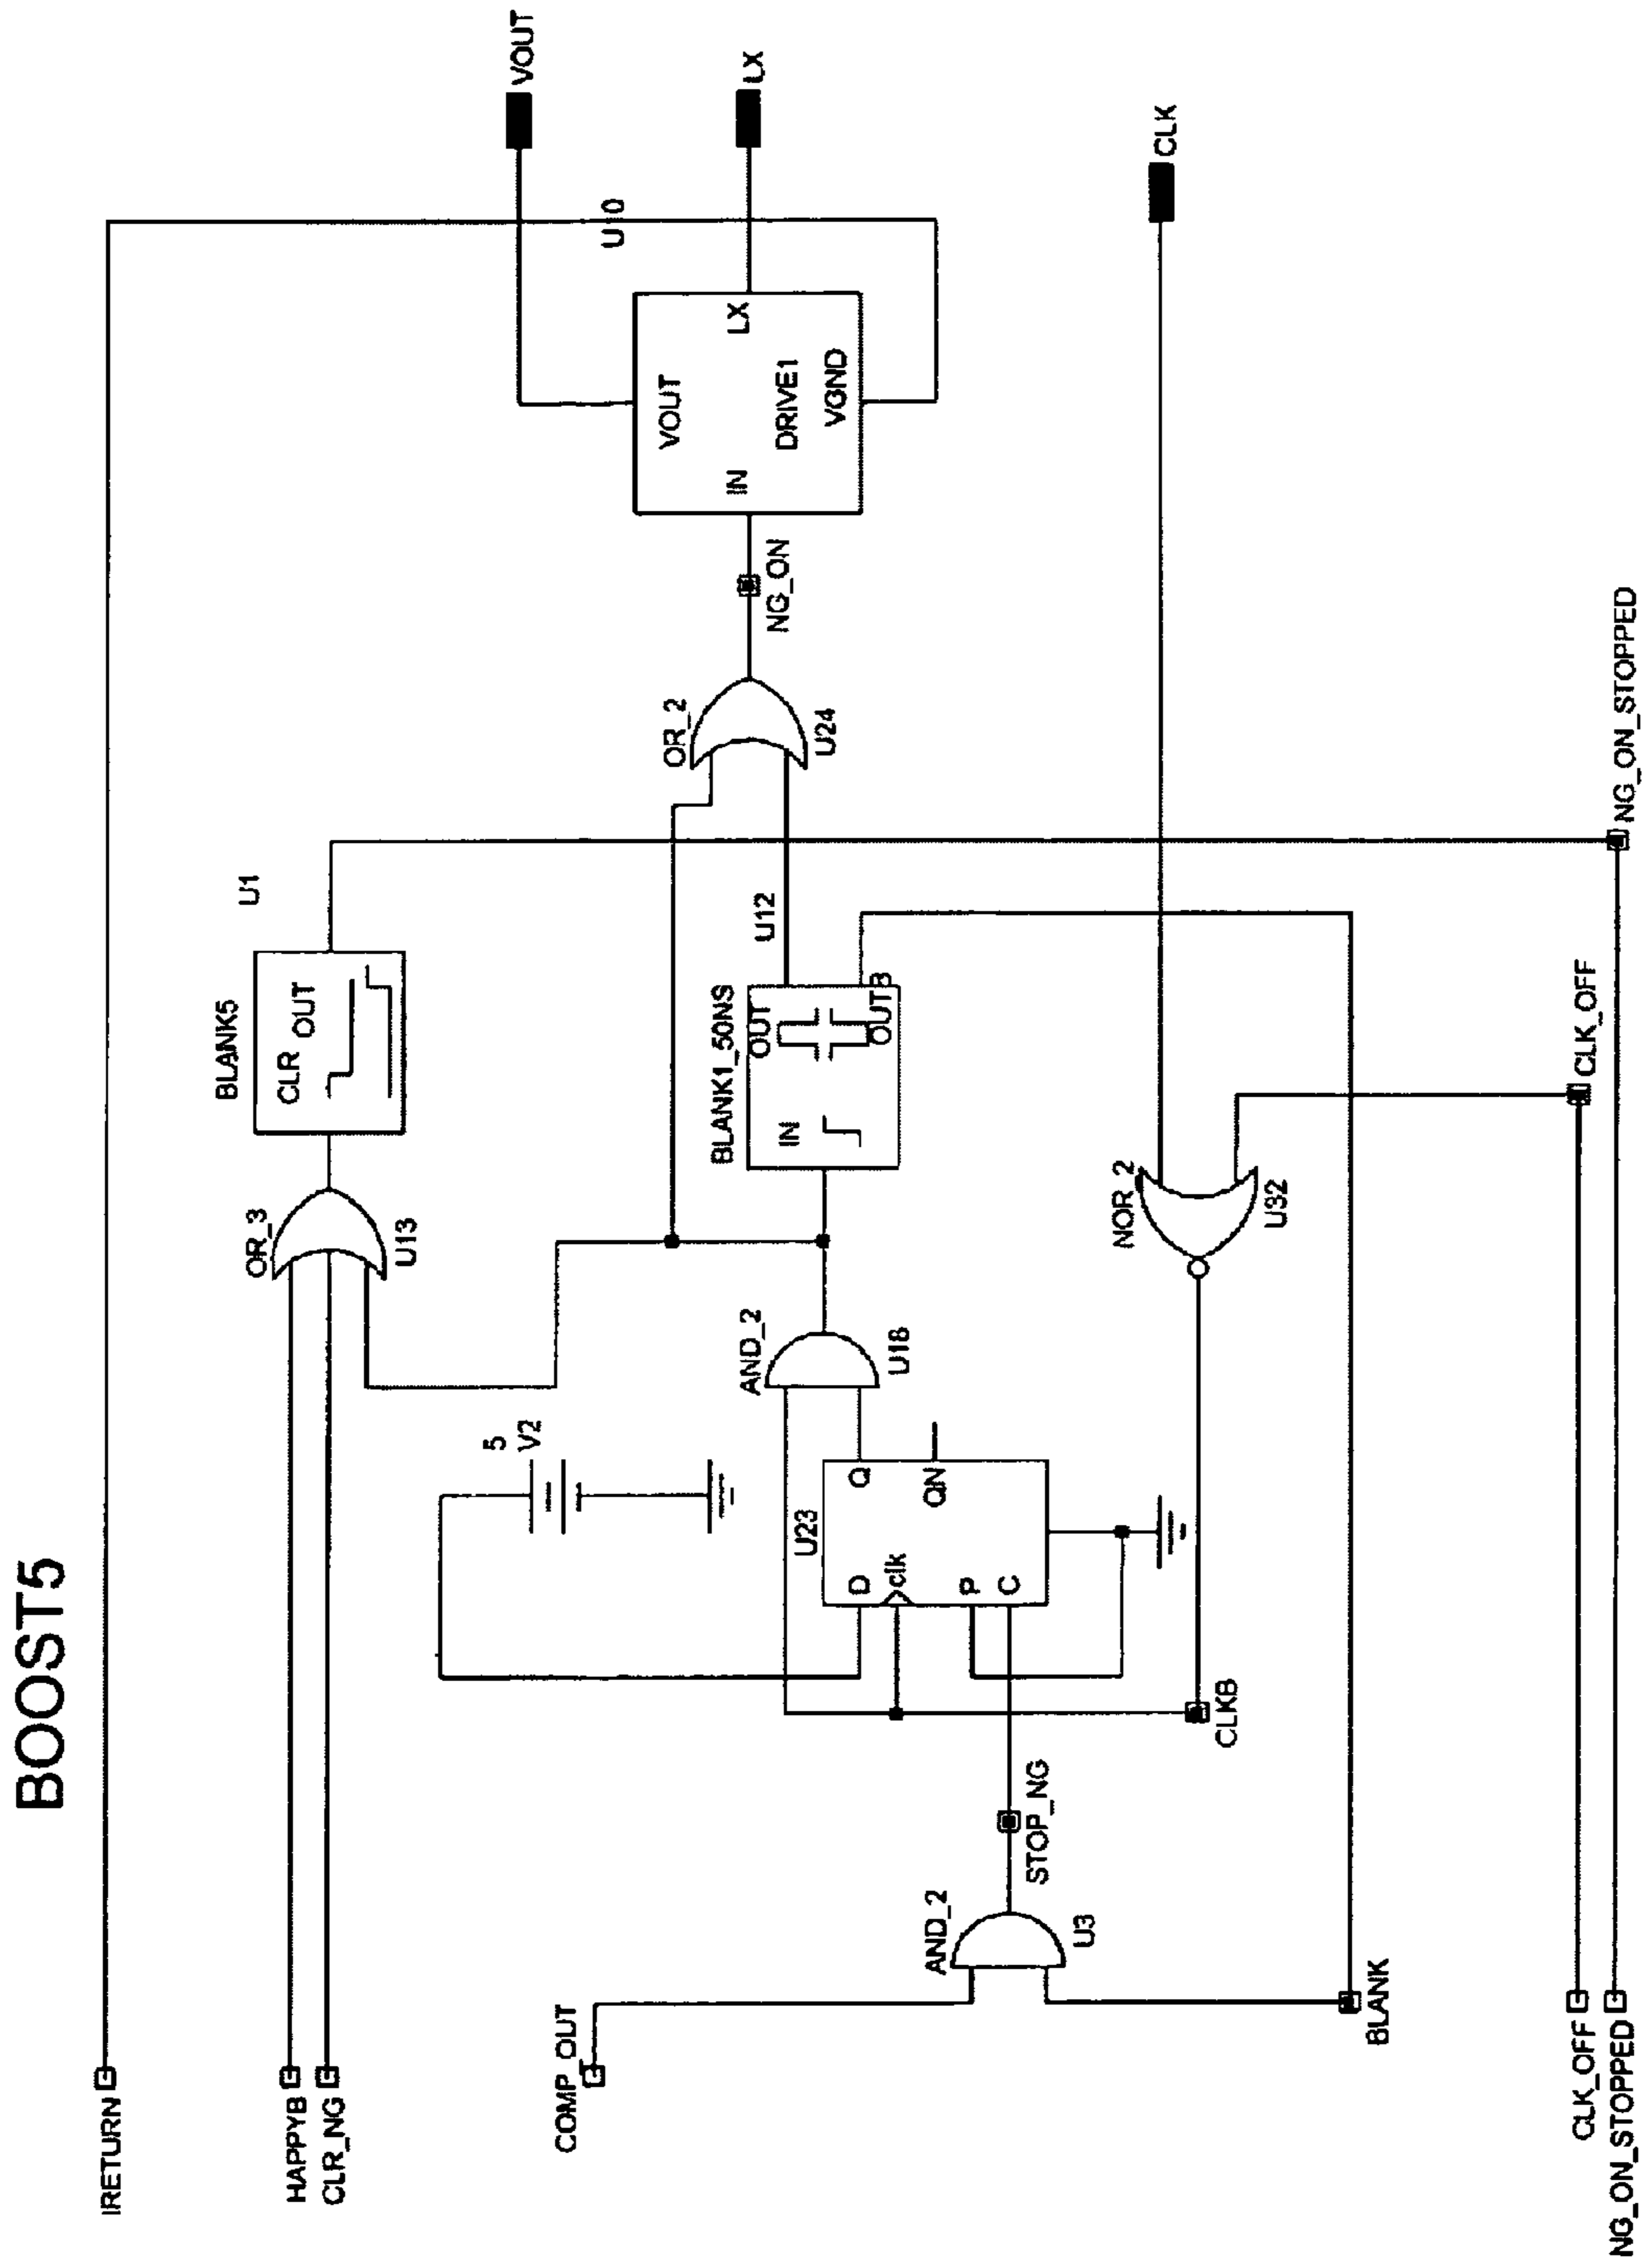 BOOST5
IRETURN
HAPPYB
CLR_NG
OR_3
U13
BLANK5
CLR
OUT
U1
VOUT
U10
LX
VOUT
LX
IN
DRIVE1
VGND
5
V2
COMP_OUT
AND_2
U3
STOP_NG
U23
D
clk
P
C
Q
QN
AND_2
U18
BLANK1_50NS
IN
OUT
OUTB
U12
OR_2
U24
NG_ON
CLK
NOR_2
U32
CLKB
BLANK
CLK_OFF
CLK_OFF
NG_ON_STOPPED
NG_ON_STOPPED